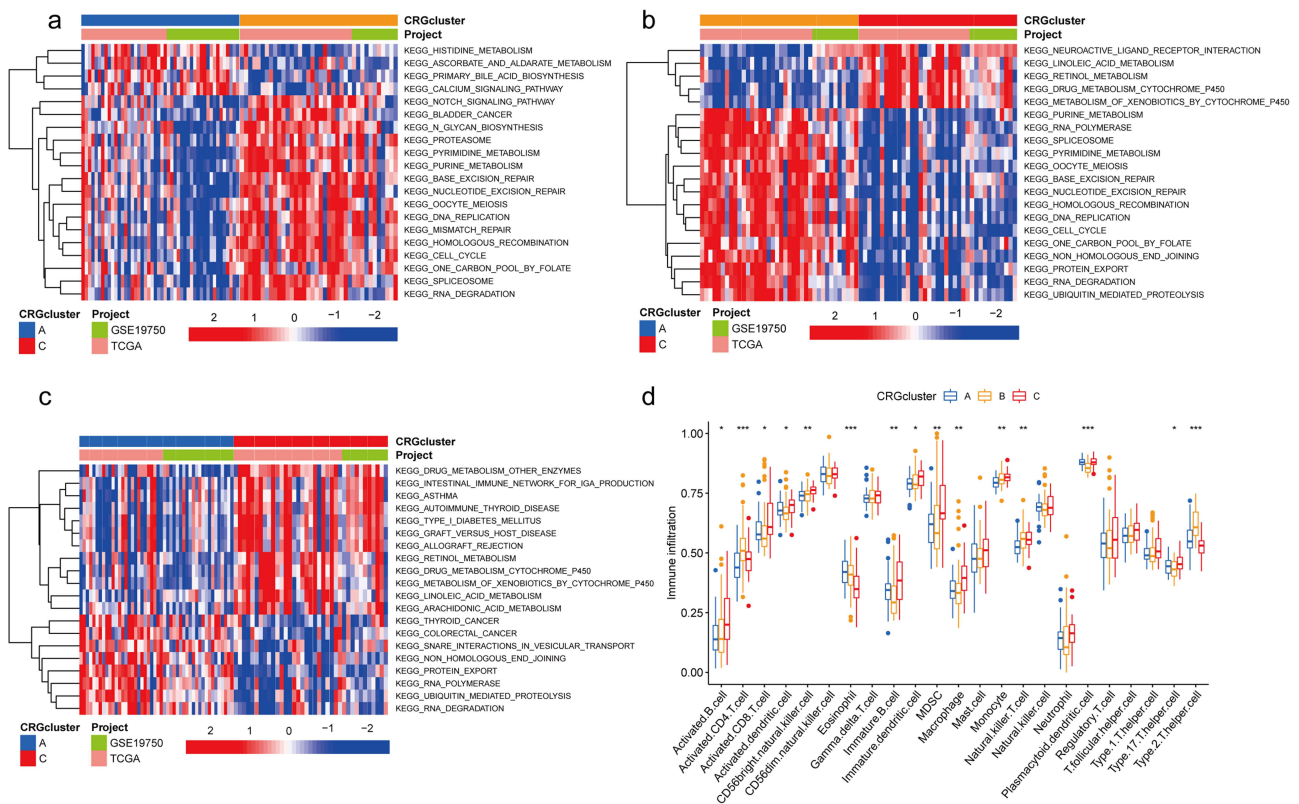 a
CRGcluster
Project
KEGG_HISTIDINE_METABOLISM
KEGG_ASCORBATE_AND_ALDARATE_METABOLISM
KEGG_PRIMARY_BILE_ACID_BIOSYNTHESIS
KEGG_CALCIUM_SIGNALING_PATHWAY
KEGG_NOTCH_SIGNALING_PATHWAY
KEGG_BLADDER_CANCER
KEGG_N_GLYCAN_BIOSYNTHESIS
KEGG_PROTEASOME
KEGG_PYRIMIDINE_METABOLISM
KEGG_PURINE_METABOLISM
KEGG_BASE_EXCISION_REPAIR
KEGG_NUCLEOTIDE_EXCISION_REPAIR
KEGG_OOCYTE_MEIOSIS
KEGG_DNA_REPLICATION
KEGG_MISMATCH_REPAIR
KEGG_HOMOLOGOUS_RECOMBINATION
KEGG_CELL_CYCLE
KEGG_ONE_CARBON_POOL_BY_FOLATE
KEGG_SPLICEOSOME
KEGG_RNA_DEGRADATION
CRGcluster Project
A GSE19750
C TCGA
2 1 0 −1 −2
b
CRGcluster
Project
KEGG_NEUROACTIVE_LIGAND_RECEPTOR_INTERACTION
KEGG_LINOLEIC_ACID_METABOLISM
KEGG_RETINOL_METABOLISM
KEGG_DRUG_METABOLISM_CYTOCHROME_P450
KEGG_METABOLISM_OF_XENOBIOTICS_BY_CYTOCHROME_P450
KEGG_PURINE_METABOLISM
KEGG_RNA_POLYMERASE
KEGG_SPLICEOSOME
KEGG_PYRIMIDINE_METABOLISM
KEGG_OOCYTE_MEIOSIS
KEGG_BASE_EXCISION_REPAIR
KEGG_NUCLEOTIDE_EXCISION_REPAIR
KEGG_HOMOLOGOUS_RECOMBINATION
KEGG_DNA_REPLICATION
KEGG_CELL_CYCLE
KEGG_ONE_CARBON_POOL_BY_FOLATE
KEGG_NON_HOMOLOGOUS_END_JOINING
KEGG_PROTEIN_EXPORT
KEGG_RNA_DEGRADATION
KEGG_UBIQUITIN_MEDIATED_PROTEOLYSIS
CRGcluster Project
A GSE19750
C TCGA
2 1 0 −1 −2
c
CRGcluster
Project
KEGG_DRUG_METABOLISM_OTHER_ENZYMES
KEGG_INTESTINAL_IMMUNE_NETWORK_FOR_IGA_PRODUCTION
KEGG_ASTHMA
KEGG_AUTOIMMUNE_THYROID_DISEASE
KEGG_TYPE_I_DIABETES_MELLITUS
KEGG_GRAFT_VERSUS_HOST_DISEASE
KEGG_ALLOGRAFT_REJECTION
KEGG_RETINOL_METABOLISM
KEGG_DRUG_METABOLISM_CYTOCHROME_P450
KEGG_METABOLISM_OF_XENOBIOTICS_BY_CYTOCHROME_P450
KEGG_LINOLEIC_ACID_METABOLISM
KEGG_ARACHIDONIC_ACID_METABOLISM
KEGG_THYROID_CANCER
KEGG_COLORECTAL_CANCER
KEGG_SNARE_INTERACTIONS_IN_VESICULAR_TRANSPORT
KEGG_NON_HOMOLOGOUS_END_JOINING
KEGG_PROTEIN_EXPORT
KEGG_RNA_POLYMERASE
KEGG_UBIQUITIN_MEDIATED_PROTEOLYSIS
KEGG_RNA_DEGRADATION
CRGcluster Project
A GSE19750
C TCGA
2 1 0 −1 −2
d
CRGcluster A B C
* *** * * ** *** ** * ** ** ** ** *** * ***
1.00
0.75
0.50
0.25
0.00
Immune infiltration
Activated.B.cell
Activated.CD4.T.cell
Activated.CD8.T.cell
Activated.dendritic.cell
CD56bright.natural.killer.cell
CD56dim.natural.killer.cell
Eosinophil
Gamma.delta.T.cell
Immature.B.cell
Immature.dendritic.cell
MDSC
Macrophage
Mast.cell
Monocyte
Natural.killer.T.cell
Natural.killer.cell
Neutrophil
Plasmacytoid.dendritic.cell
Regulatory.T.cell
T.follicular.helper.cell
Type.1.T.helper.cell
Type.17.T.helper.cell
Type.2.T.helper.cell